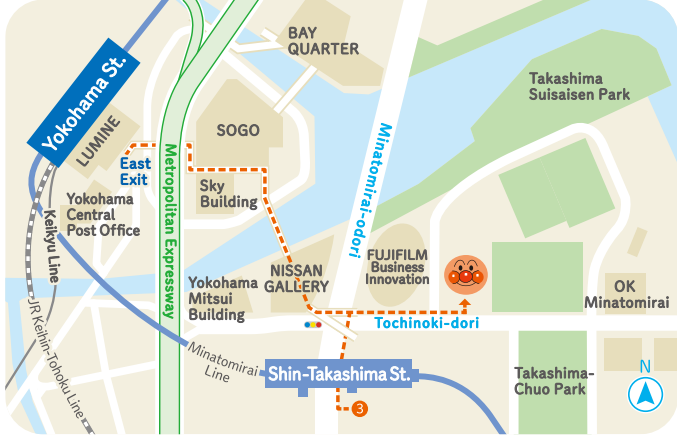 BAY
QUARTER
Yokohama St.
Takashima
Suisaisen Park
LUMINE
SOGO
Minatomirai-odori
East
Exit
Metropolitan Expressway
Sky
Building
Yokohama
Central
Post Office
Keikyu Line
FUJIFILM
Business
Innovation
NISSAN
GALLERY
Yokohama
Mitsui
Building
OK
Minatomirai
JR Keihin-Tohoku Line
Tochinoki-dori
Minatomirai
Line
Shin-Takashima St.
Takashima-
Chuo Park
N
3